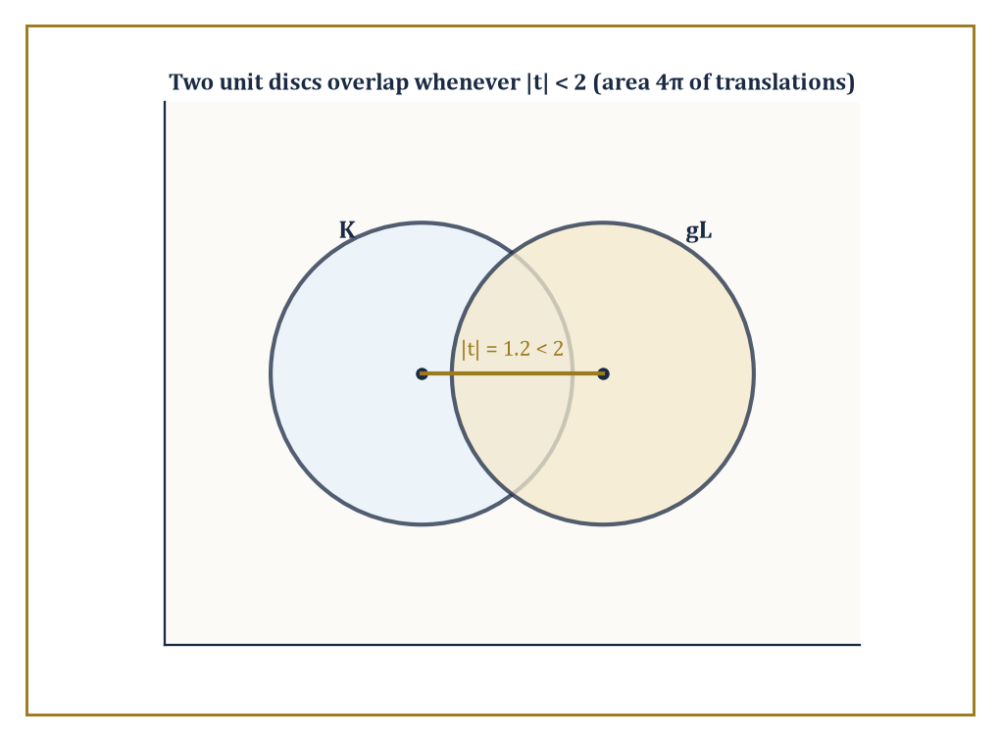 Two unit discs overlap whenever |t| < 2 (area 4π of translations)
K
gL
|t| = 1.2 < 2